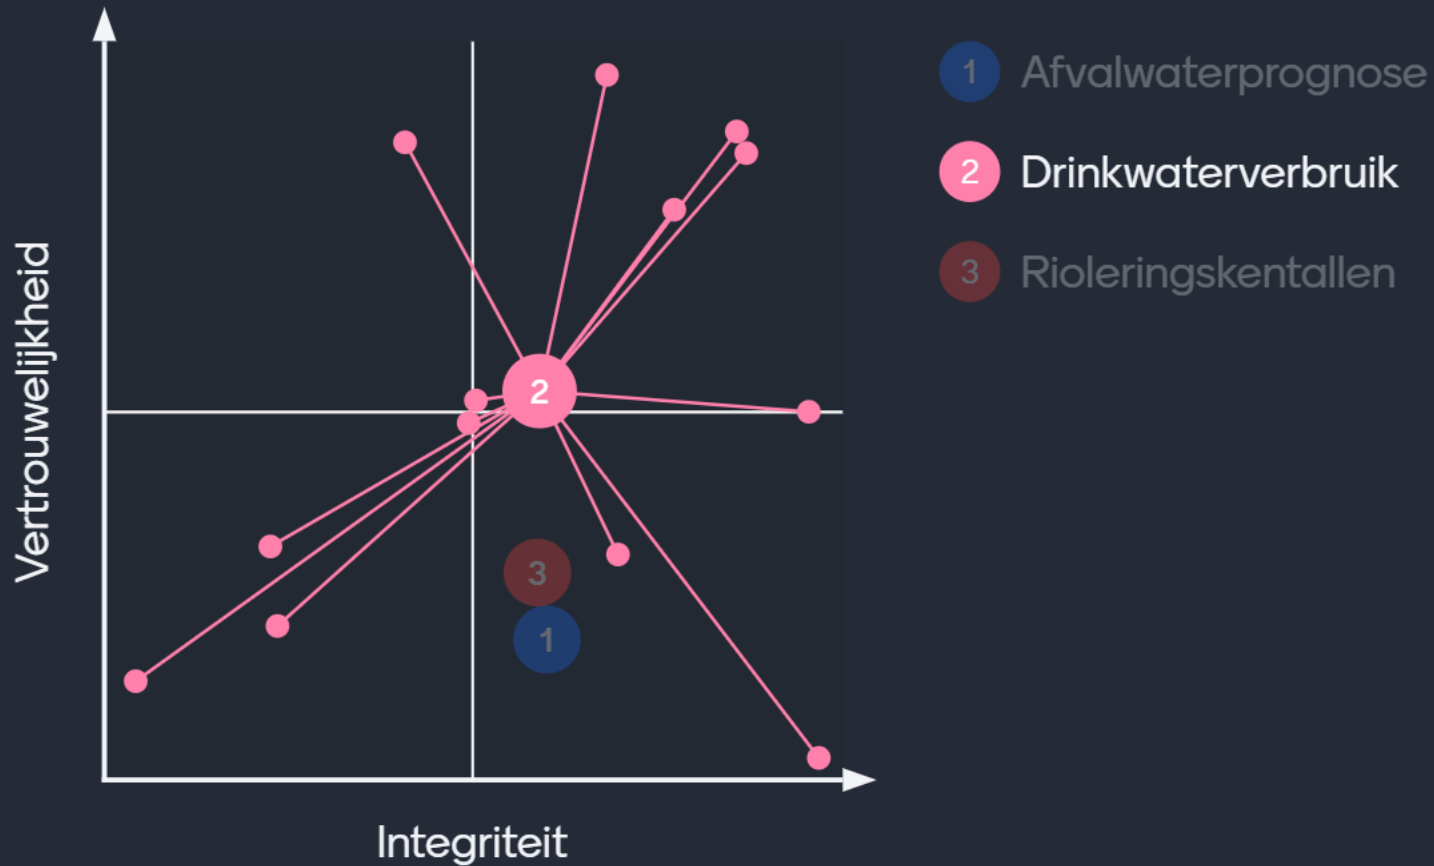 1 Afvalwaterprognose
2 Drinkwaterverbruik
3 Rioleringskentallen
Vertrouwelijkheid
2
3
1
Integriteit